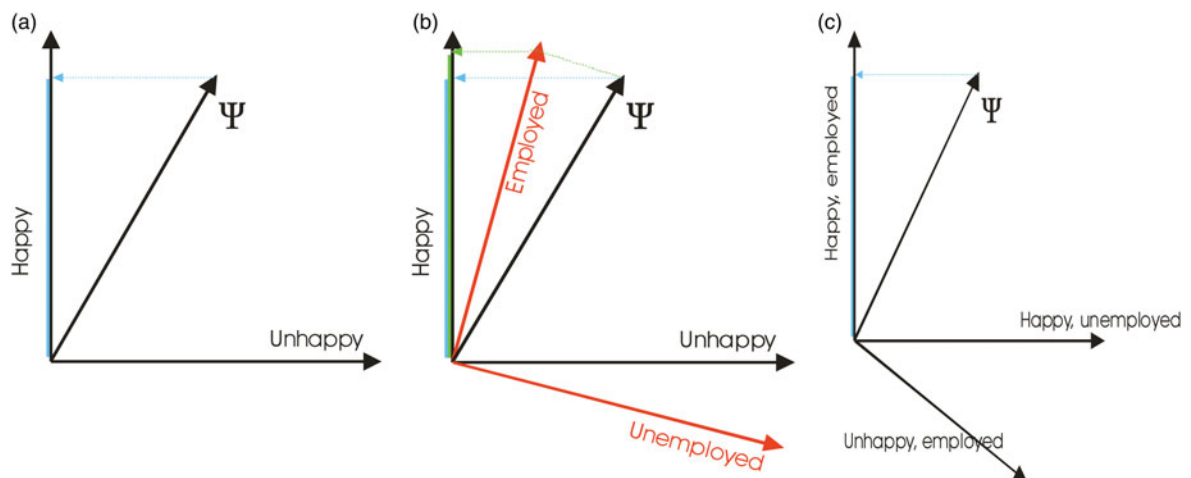 (a)
Happy
Ψ
Unhappy
(b)
Happy
Employed
Ψ
Unhappy
Unemployed
(c)
Happy, employed
Ψ
Happy, unemployed
Unhappy, employed